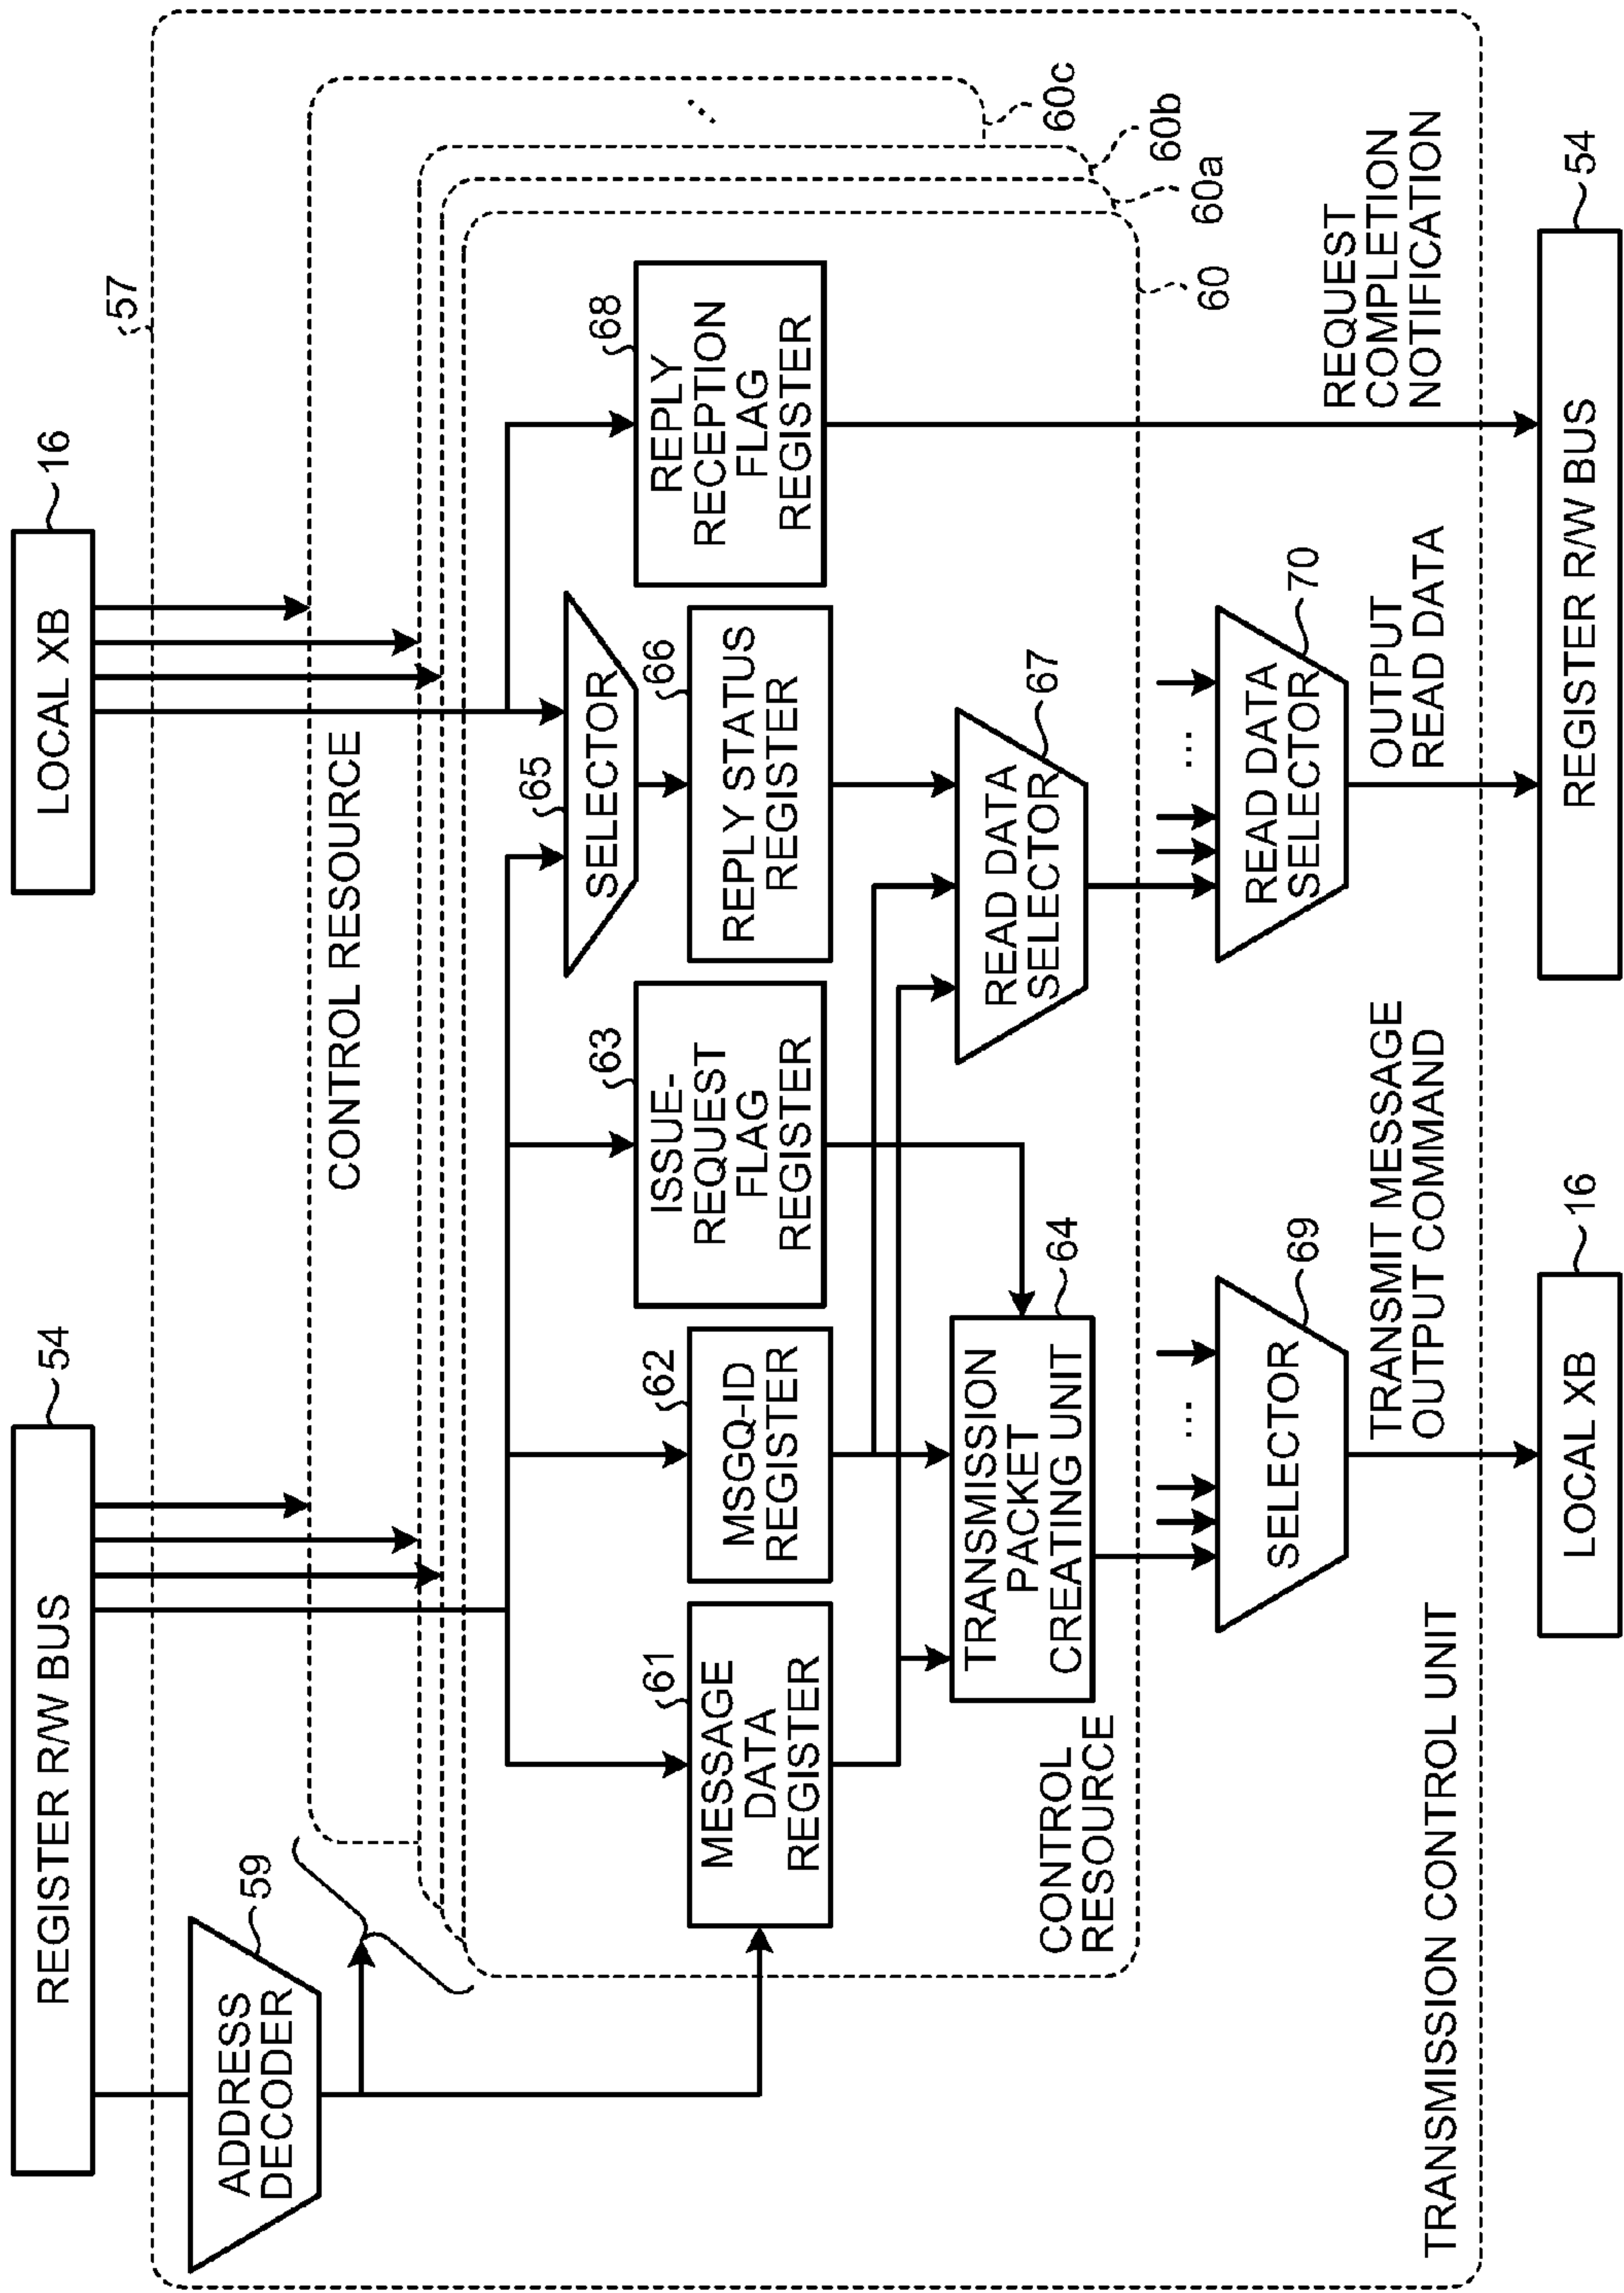 REGISTER R/W BUS
54
LOCAL XB
16
57
ADDRESS
DECODER
59
CONTROL RESOURCE
60c
60b
60a
60
MESSAGE
DATA
REGISTER
61
MSGQ-ID
REGISTER
62
ISSUE-
REQUEST
FLAG
REGISTER
63
SELECTOR
65
REPLY STATUS
REGISTER
66
REPLY
RECEPTION
FLAG
REGISTER
68
TRANSMISSION
PACKET
CREATING UNIT
64
READ DATA
SELECTOR
67
CONTROL
RESOURCE
SELECTOR
...
69
READ DATA
SELECTOR
...
70
TRANSMISSION CONTROL UNIT
TRANSMIT MESSAGE
OUTPUT COMMAND
OUTPUT
READ DATA
REQUEST
COMPLETION
NOTIFICATION
LOCAL XB
16
REGISTER R/W BUS
54